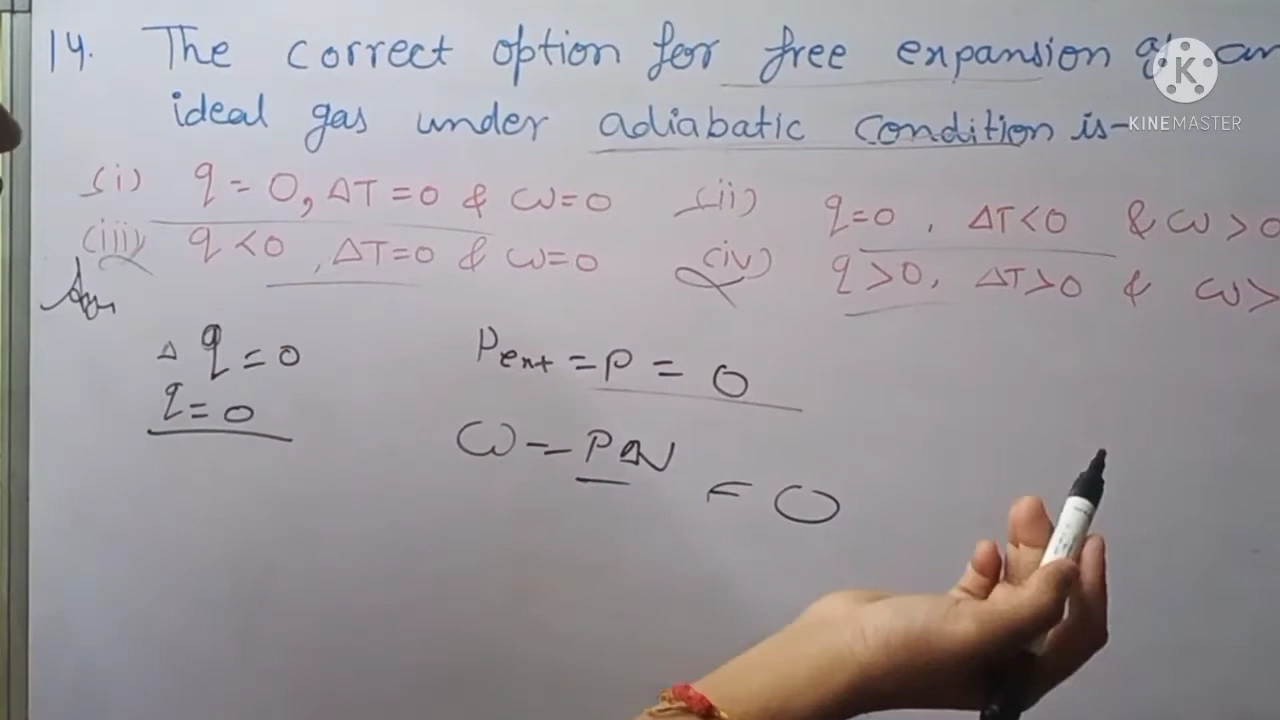 14. The correct option for free expansion of an
ideal gas under adiabatic condition is-
(i) q = 0, ΔT = 0 & ω = 0 (ii) q = 0, ΔT < 0 & ω > 0
(iii) q < 0, ΔT = 0 & ω = 0 (iv) q > 0, ΔT > 0 & ω >
Ans
Δq = 0
q = 0
Pext = P = 0
ω = PΔV = 0
K
KINEMASTER